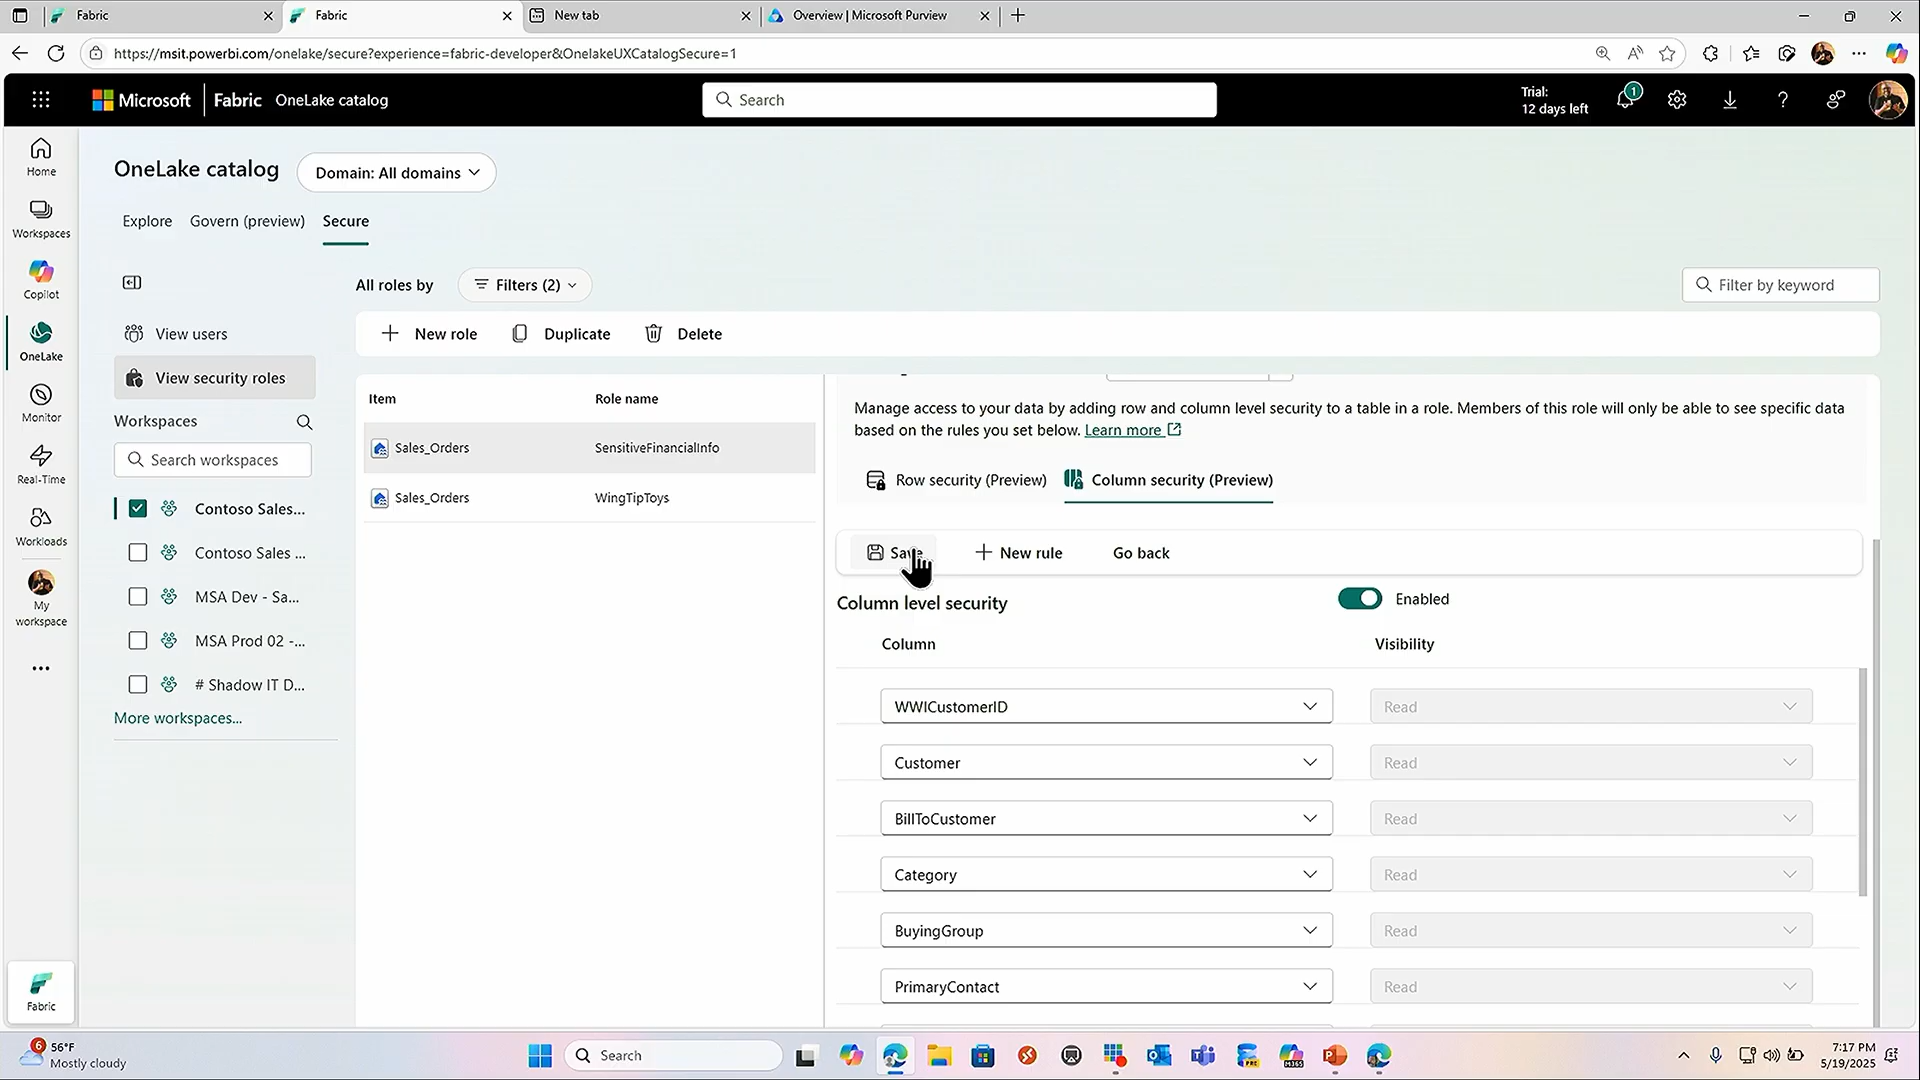 Fabric
Fabric
New tab
Overview | Microsoft Purview
https://msit.powerbi.com/onelake/secure?experience=fabric-developer&OnelakeUXCatalogSecure=1
Microsoft
Fabric
OneLake catalog
Search
Trial:
12 days left
1
Home
Workspaces
Copilot
OneLake
Monitor
Real-Time
Workloads
My
workspace
Fabric
OneLake catalog
Domain: All domains
Explore
Govern (preview)
Secure
View users
View security roles
Workspaces
Search workspaces
Contoso Sales...
Contoso Sales ...
MSA Dev - Sa...
MSA Prod 02 -...
# Shadow IT D...
More workspaces...
All roles by
Filters (2)
Filter by keyword
New role
Duplicate
Delete
Item
Role name
Sales_Orders
SensitiveFinancialInfo
Sales_Orders
WingTipToys
Manage access to your data by adding row and column level security to a table in a role. Members of this role will only be able to see specific data
based on the rules you set below. Learn more
Row security (Preview)
Column security (Preview)
Save
New rule
Go back
Column level security
Enabled
Column
Visibility
WWICustomerID
Read
Customer
Read
BillToCustomer
Read
Category
Read
BuyingGroup
Read
PrimaryContact
Read
6
56°F
Mostly cloudy
Search
7:17 PM
5/19/2025